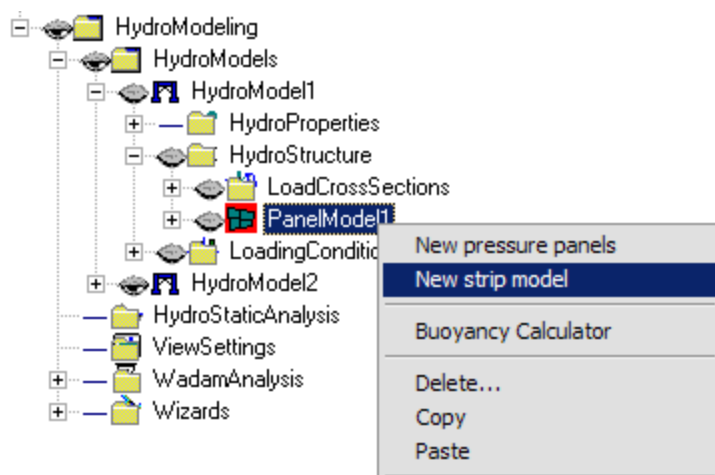 HydroModeling
HydroModels
HydroModel1
HydroProperties
HydroStructure
LoadCrossSections
PanelModel1
New pressure panels
LoadingConditic
New strip model
HydroModel2
HydroStaticAnalysis
Buoyancy Calculator
ViewSettings
WadamAnalysis
Delete...
Wizards
Copy
Paste